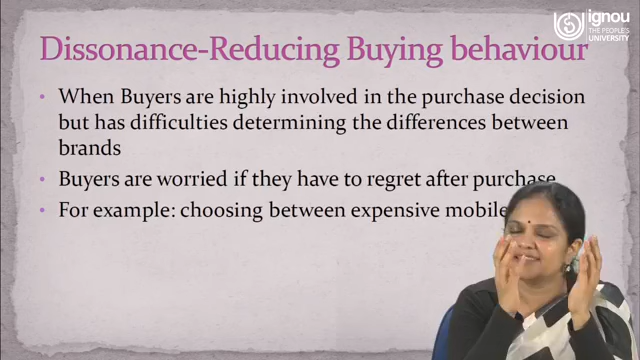 ignou
THE PEOPLE'S
UNIVERSITY
Dissonance-Reducing Buying behaviour
• When Buyers are highly involved in the purchase decision
but has difficulties determining the differences between
brands
• Buyers are worried if they have to regret after purchase
• For example: choosing between expensive mobile